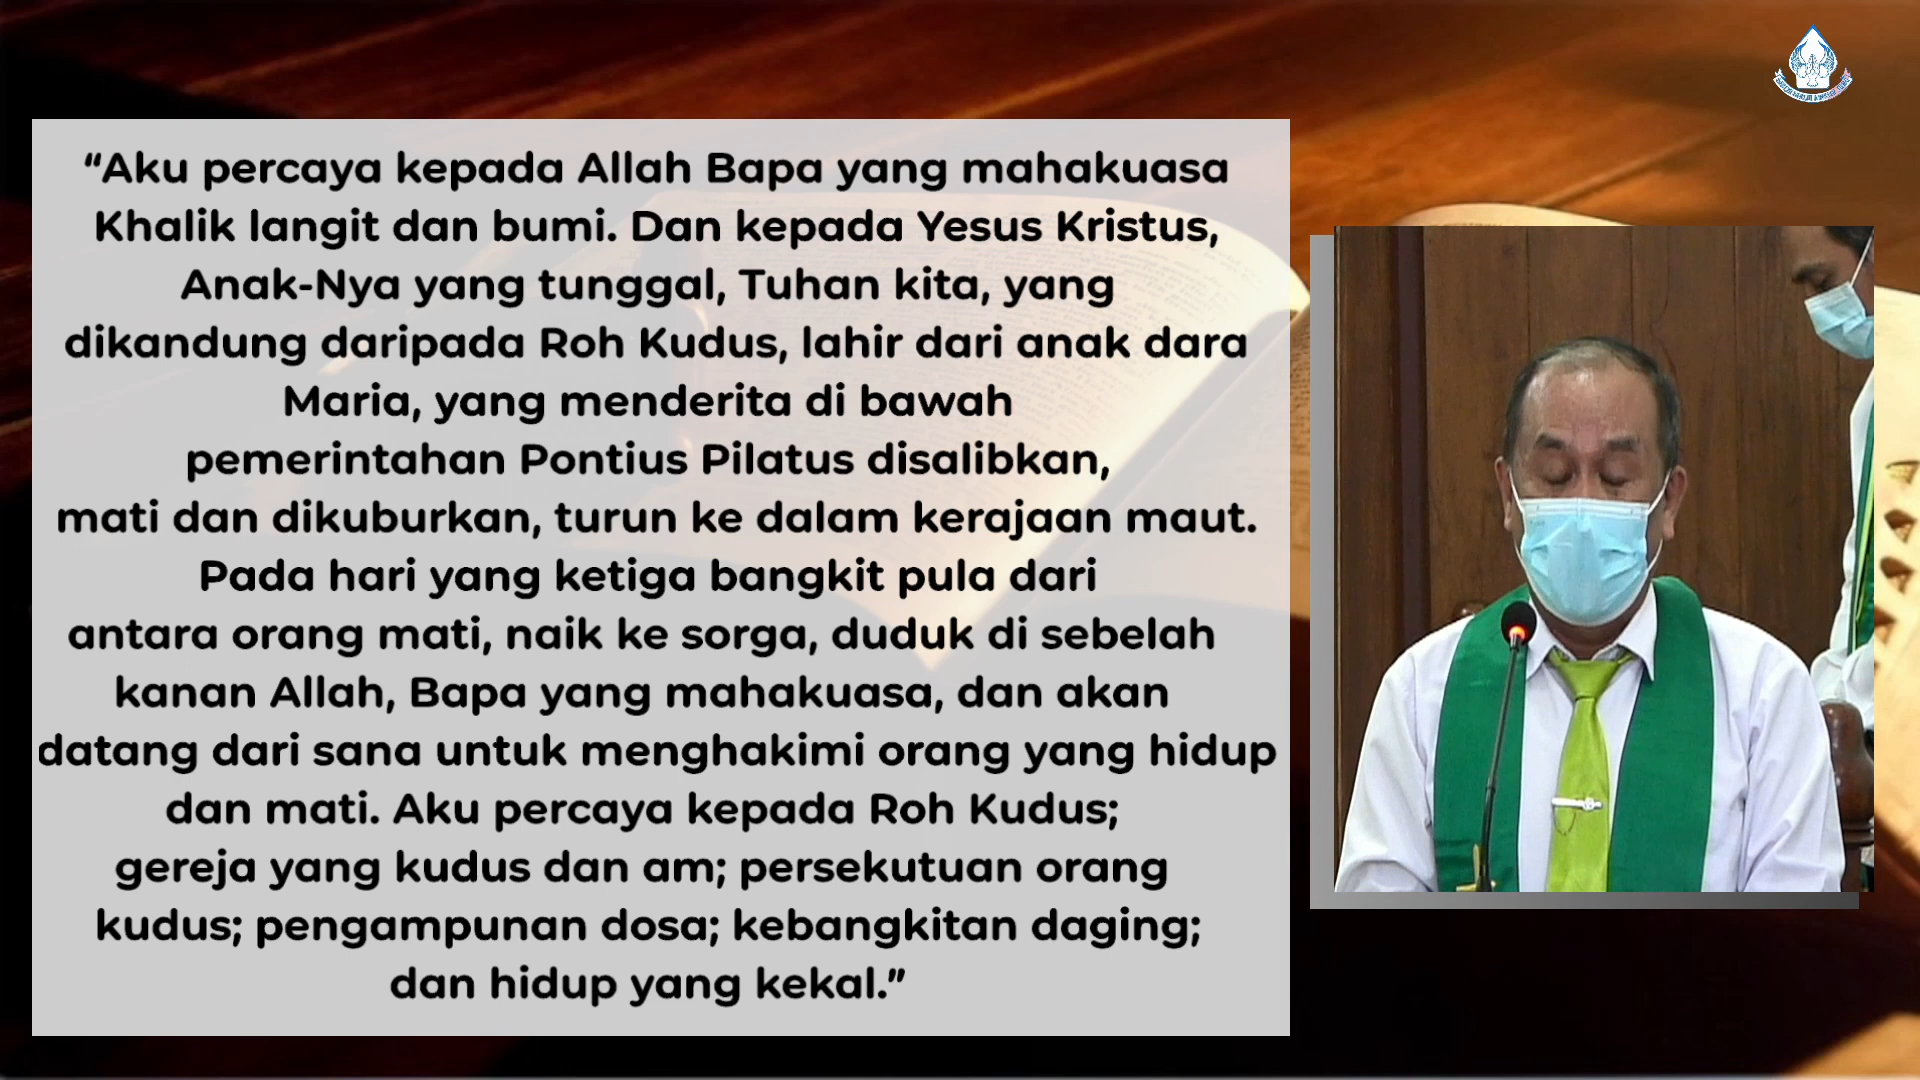 “Aku percaya kepada Allah Bapa yang mahakuasa
Khalik langit dan bumi. Dan kepada Yesus Kristus,
Anak-Nya yang tunggal, Tuhan kita, yang
dikandung daripada Roh Kudus, lahir dari anak dara
Maria, yang menderita di bawah
pemerintahan Pontius Pilatus disalibkan,
mati dan dikuburkan, turun ke dalam kerajaan maut.
Pada hari yang ketiga bangkit pula dari
antara orang mati, naik ke sorga, duduk di sebelah
kanan Allah, Bapa yang mahakuasa, dan akan
datang dari sana untuk menghakimi orang yang hidup
dan mati. Aku percaya kepada Roh Kudus;
gereja yang kudus dan am; persekutuan orang
kudus; pengampunan dosa; kebangkitan daging;
dan hidup yang kekal.”